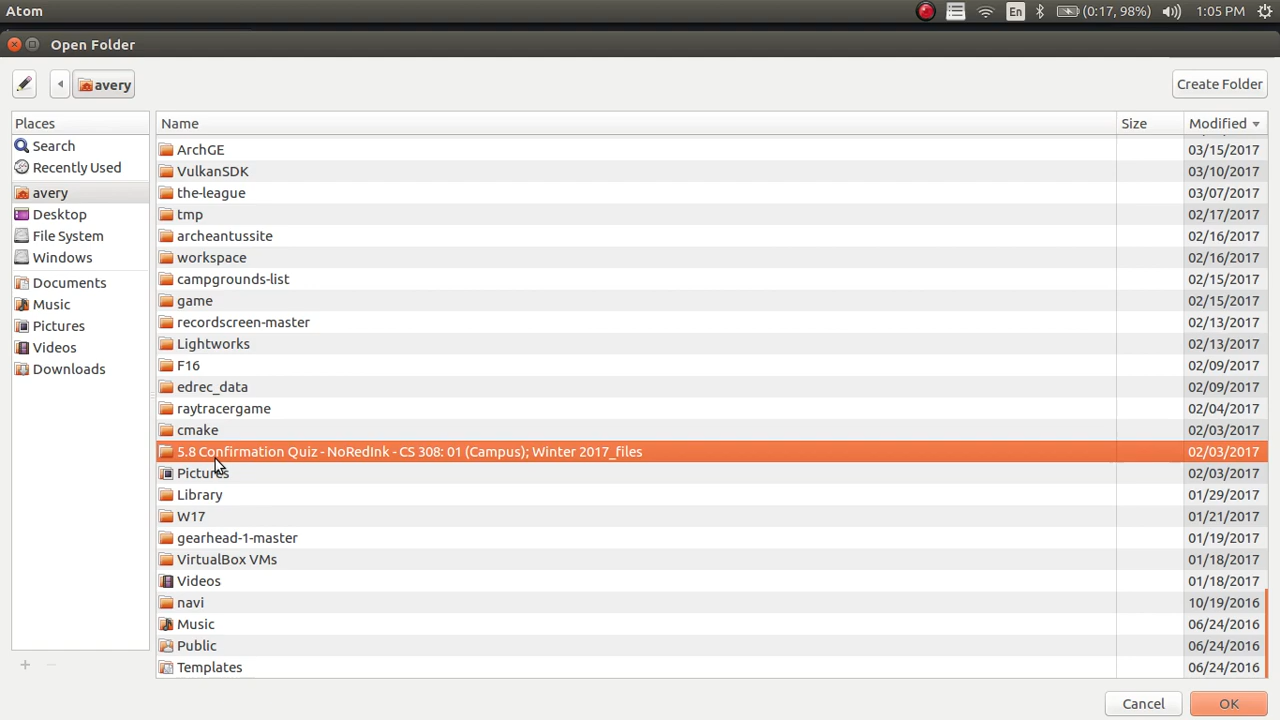 Atom
En
(0:17, 98%)
1:05 PM
Open Folder
avery
Create Folder
Places
Name
Size
Modified
Search
Recently Used
avery
Desktop
File System
Windows
Documents
Music
Pictures
Videos
Downloads
ArchGE 03/15/2017
VulkanSDK 03/10/2017
the-league 03/07/2017
tmp 02/17/2017
archeantussite 02/16/2017
workspace 02/16/2017
campgrounds-list 02/15/2017
game 02/15/2017
recordscreen-master 02/13/2017
Lightworks 02/13/2017
F16 02/09/2017
edrec_data 02/09/2017
raytracergame 02/04/2017
cmake 02/03/2017
5.8 Confirmation Quiz - NoRedInk - CS 308: 01 (Campus); Winter 2017_files 02/03/2017
Pictures 02/03/2017
Library 01/29/2017
W17 01/21/2017
gearhead-1-master 01/19/2017
VirtualBox VMs 01/18/2017
Videos 01/18/2017
navi 10/19/2016
Music 06/24/2016
Public 06/24/2016
Templates 06/24/2016
Cancel
OK